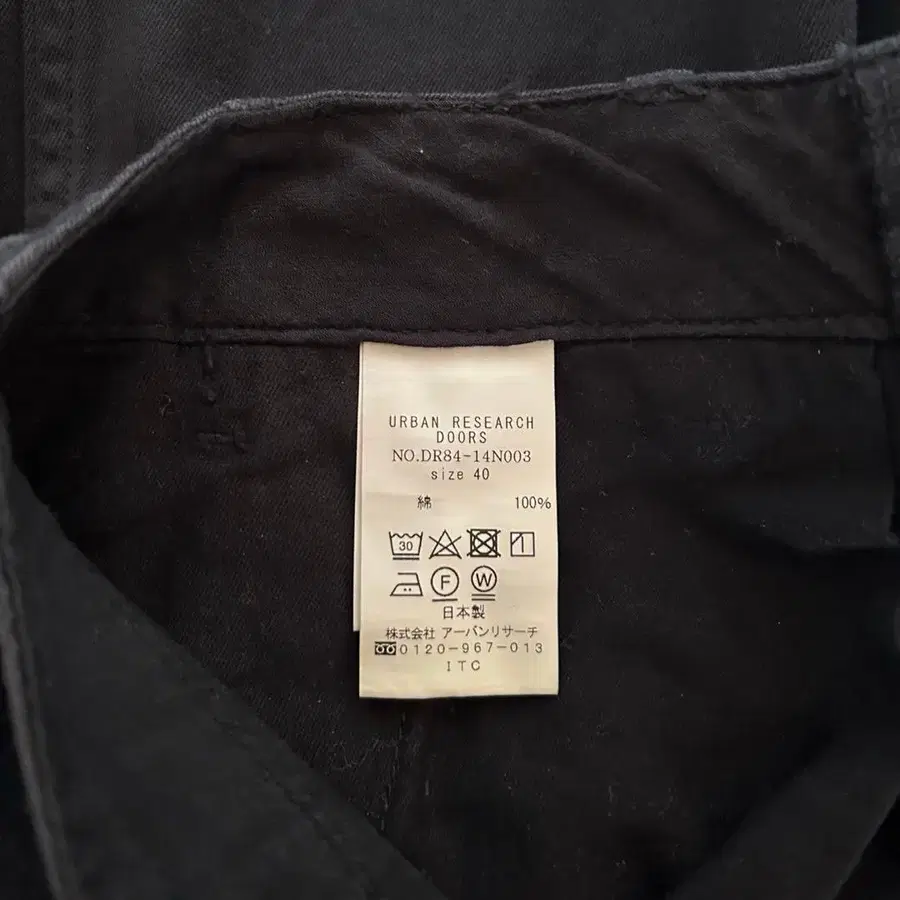 URBAN RESEARCH
DOORS
NO.DR84-14N003
size 40
綿 100%
30
F W
日本製
株式会社 アーバンリサーチ
0120-967-013
ITC